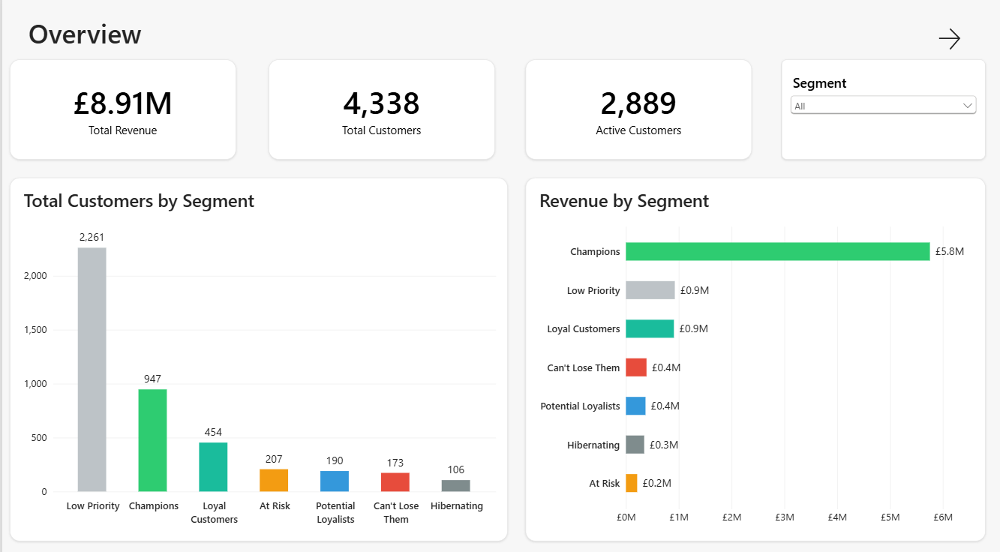 Overview
£8.91M
Total Revenue
4,338
Total Customers
2,889
Active Customers
Segment
All
Total Customers by Segment
2,261
947
454
207
190
173
106
2,000
1,500
1,000
500
0
Low Priority
Champions
Loyal
Customers
At Risk
Potential
Loyalists
Can't Lose
Them
Hibernating
Revenue by Segment
Champions £5.8M
Low Priority £0.9M
Loyal Customers £0.9M
Can't Lose Them £0.4M
Potential Loyalists £0.4M
Hibernating £0.3M
At Risk £0.2M
£0M £1M £2M £3M £4M £5M £6M